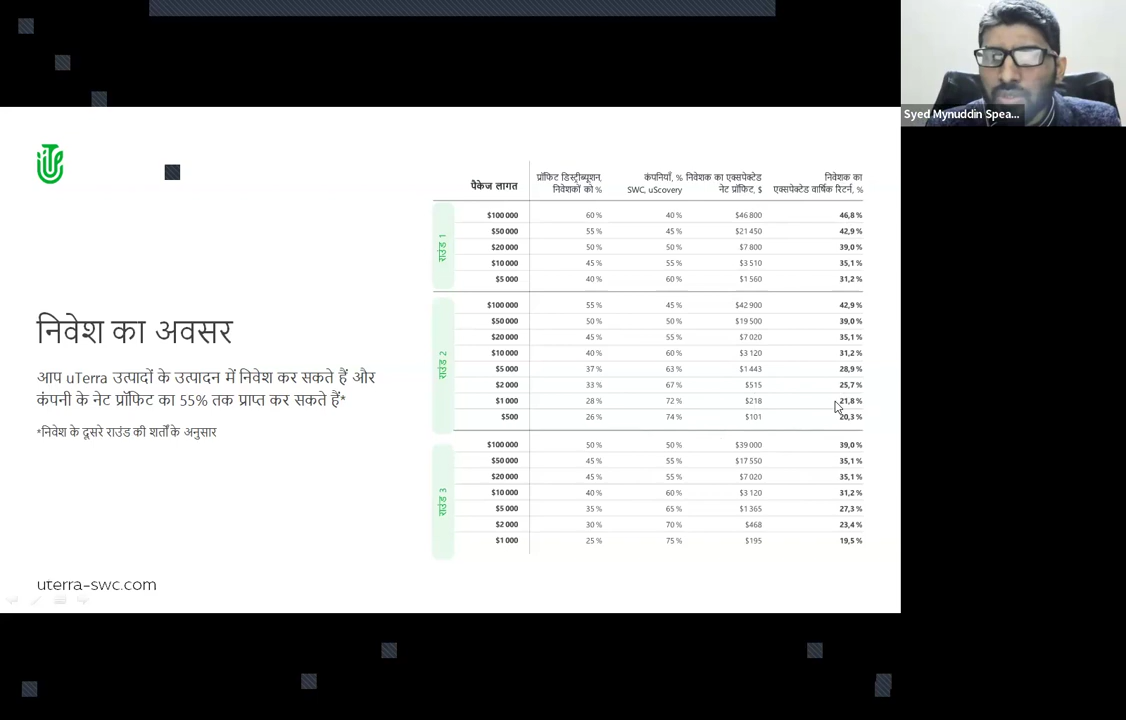 Syed Mynuddin Spea...
निवेश का अवसर
आप uTerra उत्पादों के उत्पादन में निवेश कर सकते हैं और
कंपनी के नेट प्रॉफिट का 55% तक प्राप्त कर सकते हैं*
*निवेश के दूसरे राउंड की शर्तों के अनुसार
uterra-swc.com
पैकेज लागत
प्रॉफिट डिस्ट्रीब्यूशन,
निवेशकों को %
कंपनियाँ, %
SWC, uScovery
निवेशक का एक्सपेक्टेड
नेट प्रॉफिट, $
निवेशक का
एक्सपेक्टेड वार्षिक रिटर्न, %
राउंड 1
$100 000 60 % 40 % $46 800 46,8 %
$50 000 55 % 45 % $21 450 42,9 %
$20 000 50 % 50 % $7 800 39,0 %
$10 000 45 % 55 % $3 510 35,1 %
$5 000 40 % 60 % $1 560 31,2 %
राउंड 2
$100 000 55 % 45 % $42 900 42,9 %
$50 000 50 % 50 % $19 500 39,0 %
$20 000 45 % 55 % $7 020 35,1 %
$10 000 40 % 60 % $3 120 31,2 %
$5 000 37 % 63 % $1 443 28,9 %
$2 000 33 % 67 % $515 25,7 %
$1 000 28 % 72 % $218 21,8 %
$500 26 % 74 % $101 20,3 %
राउंड 3
$100 000 50 % 50 % $39 000 39,0 %
$50 000 45 % 55 % $17 550 35,1 %
$20 000 45 % 55 % $7 020 35,1 %
$10 000 40 % 60 % $3 120 31,2 %
$5 000 35 % 65 % $1 365 27,3 %
$2 000 30 % 70 % $468 23,4 %
$1 000 25 % 75 % $195 19,5 %